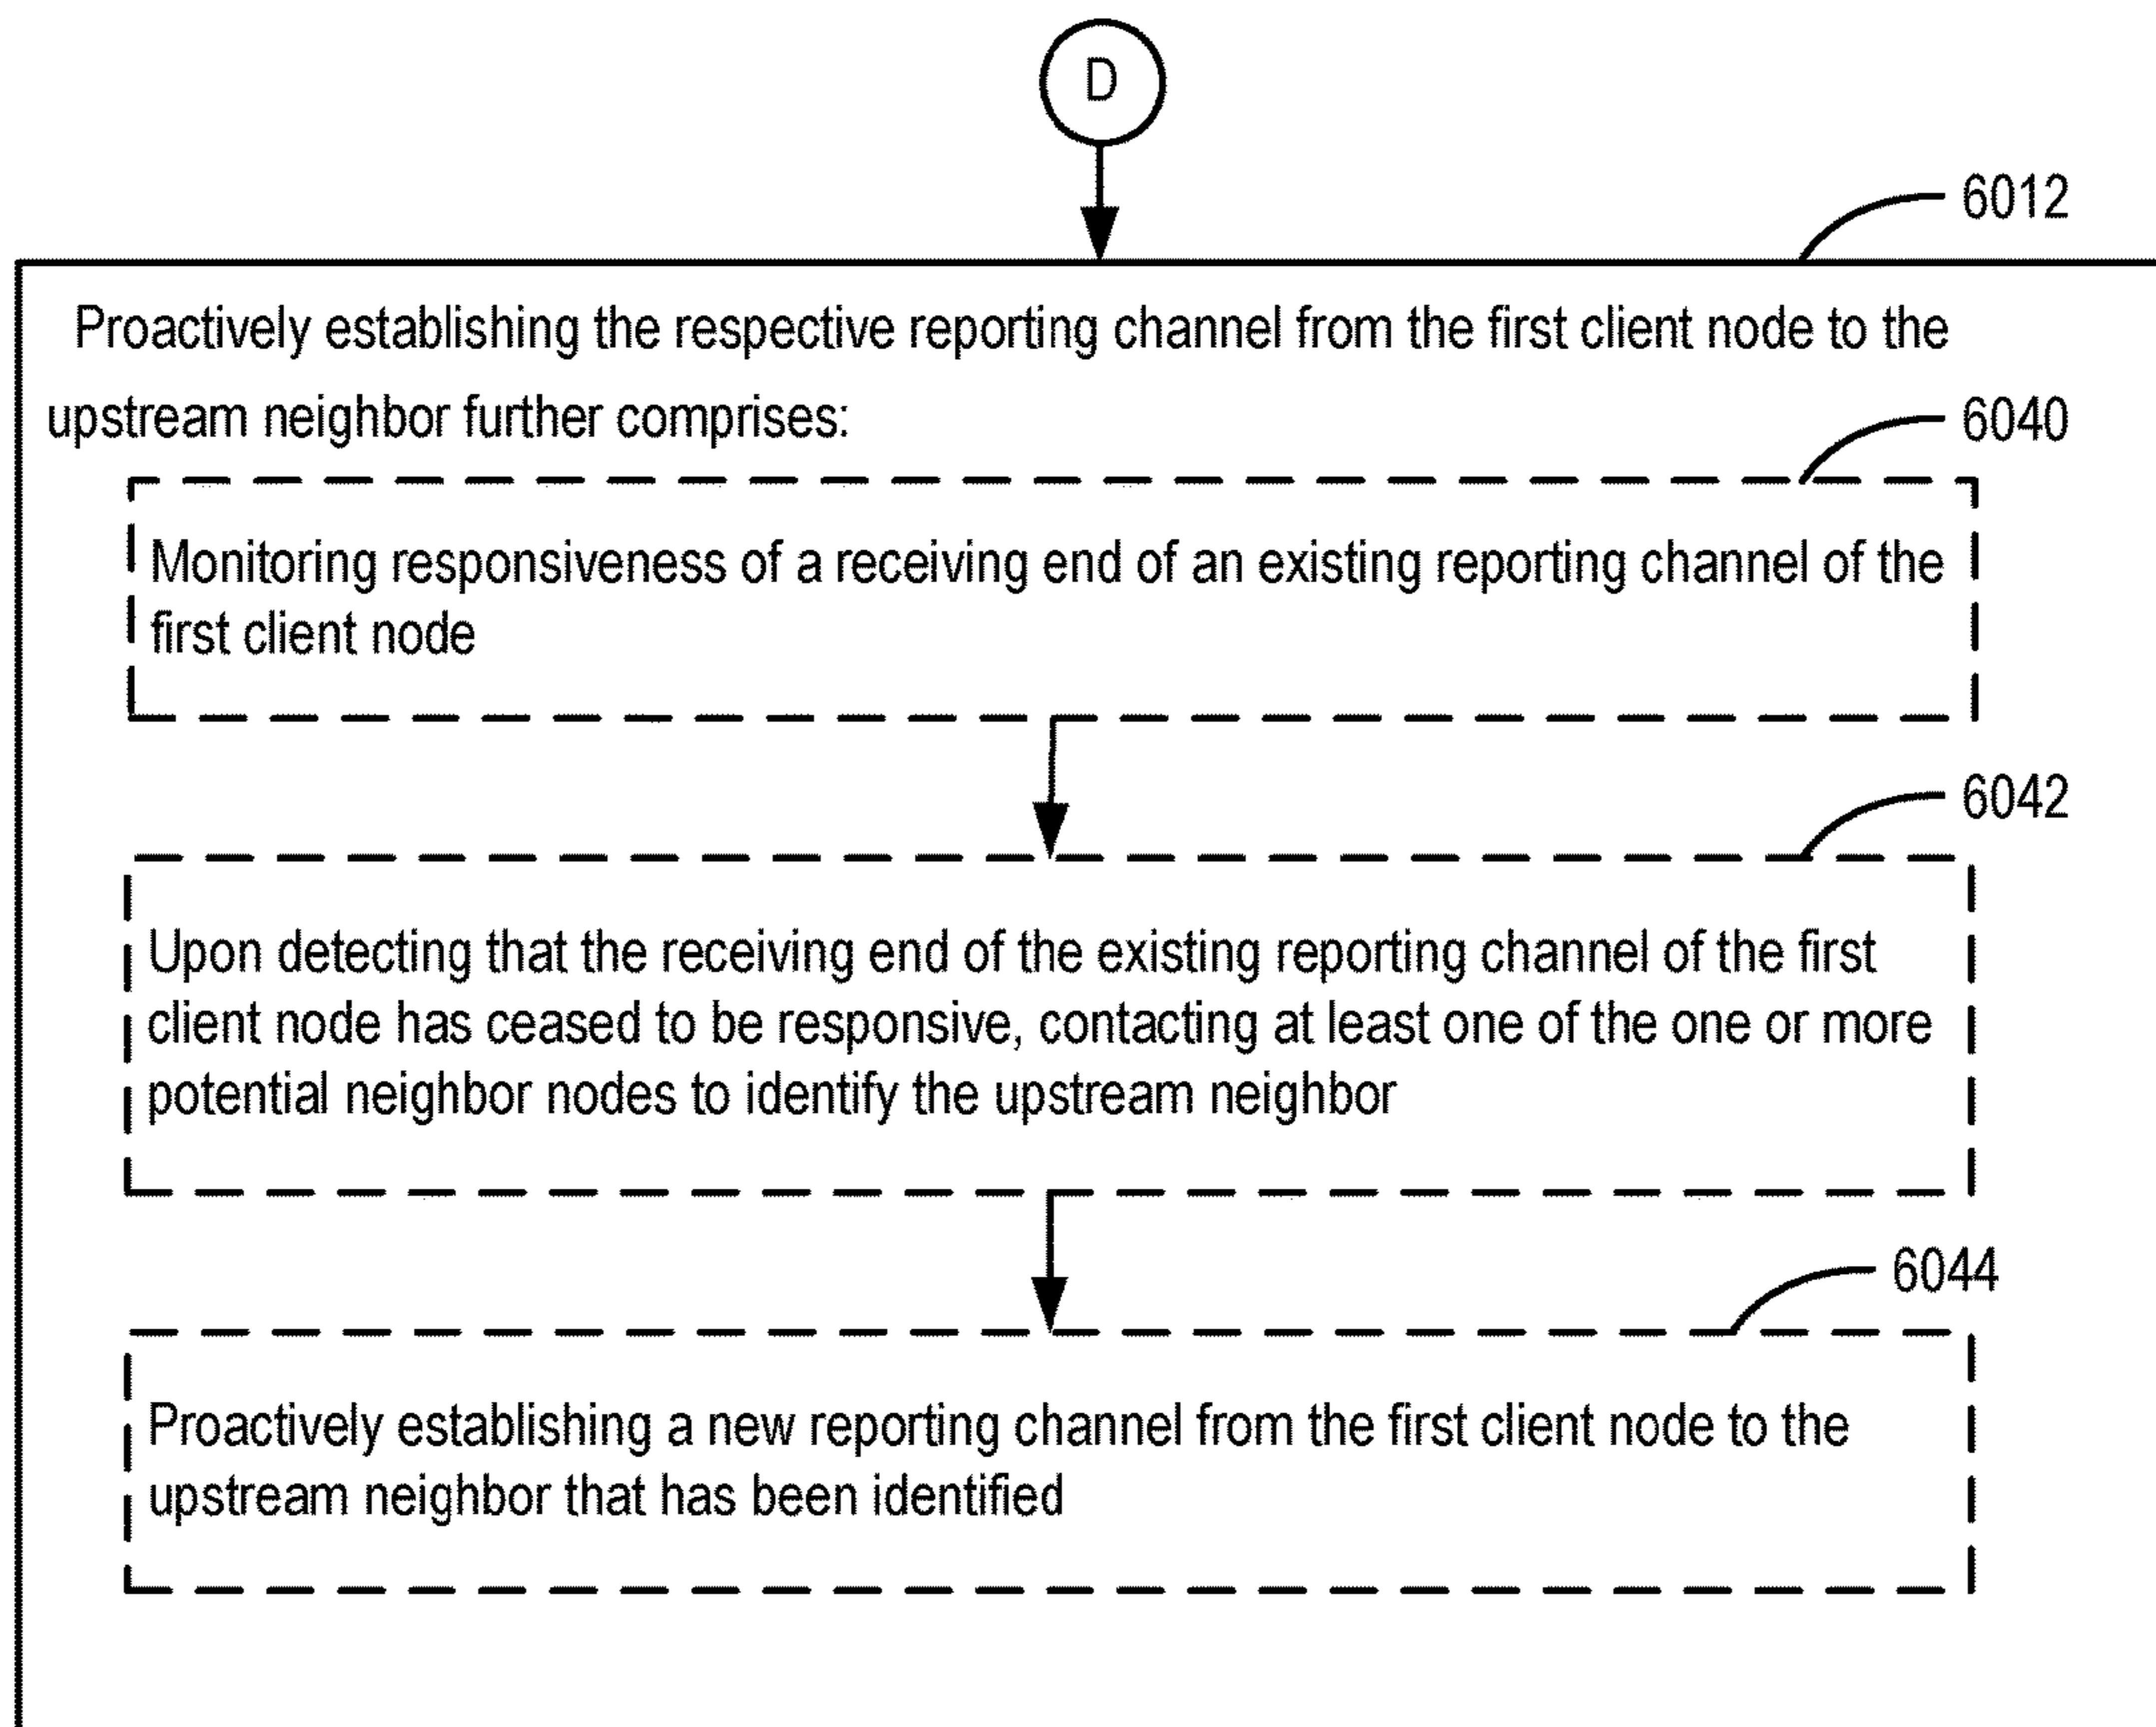 D
6012
Proactively establishing the respective reporting channel from the first client node to the
upstream neighbor further comprises:
6040
Monitoring responsiveness of a receiving end of an existing reporting channel of the
first client node
6042
Upon detecting that the receiving end of the existing reporting channel of the first
client node has ceased to be responsive, contacting at least one of the one or more
potential neighbor nodes to identify the upstream neighbor
6044
Proactively establishing a new reporting channel from the first client node to the
upstream neighbor that has been identified